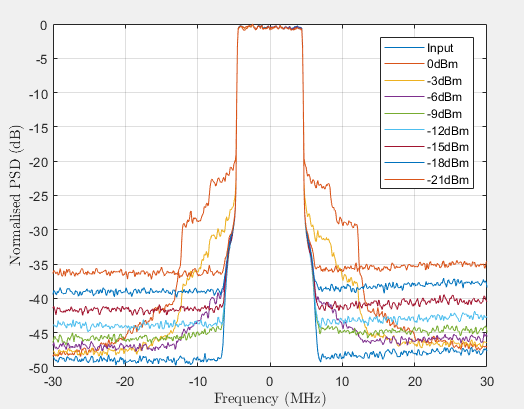 0
-5
-10
-15
-20
-25
-30
-35
-40
-45
-50
-30
-20
-10
0
10
20
30
Normalised PSD (dB)
Frequency (MHz)
Input
0dBm
-3dBm
-6dBm
-9dBm
-12dBm
-15dBm
-18dBm
-21dBm